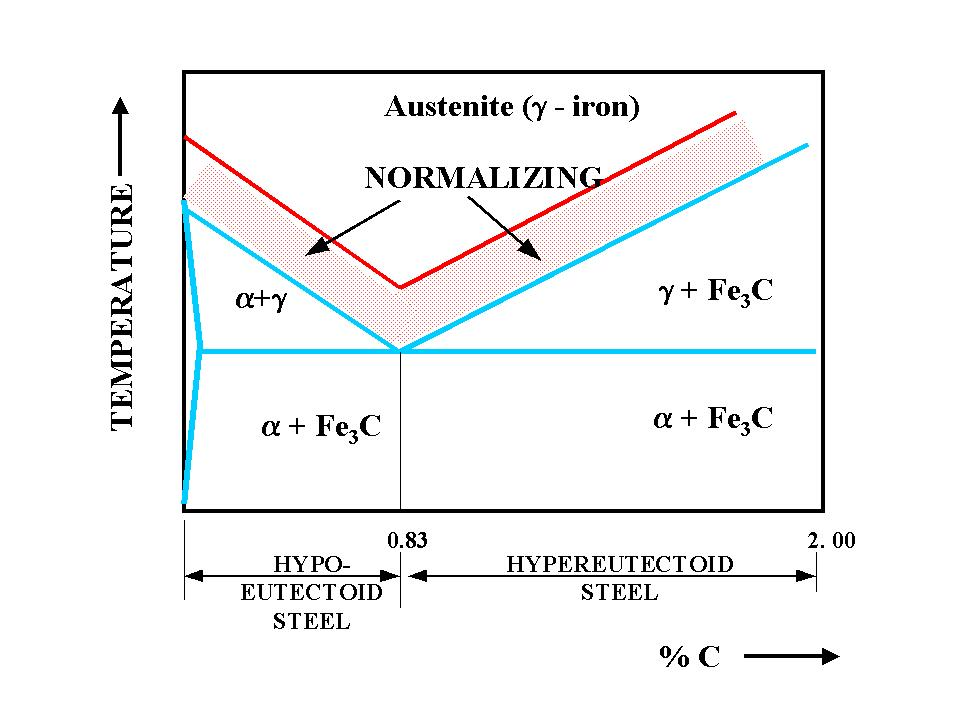 Austenite (γ - iron)
NORMALIZING
TEMPERATURE
α+γ
γ + Fe₃C
α + Fe₃C
α + Fe₃C
0.83
2. 00
HYPO-
EUTECTOID
STEEL
HYPEREUTECTOID
STEEL
% C